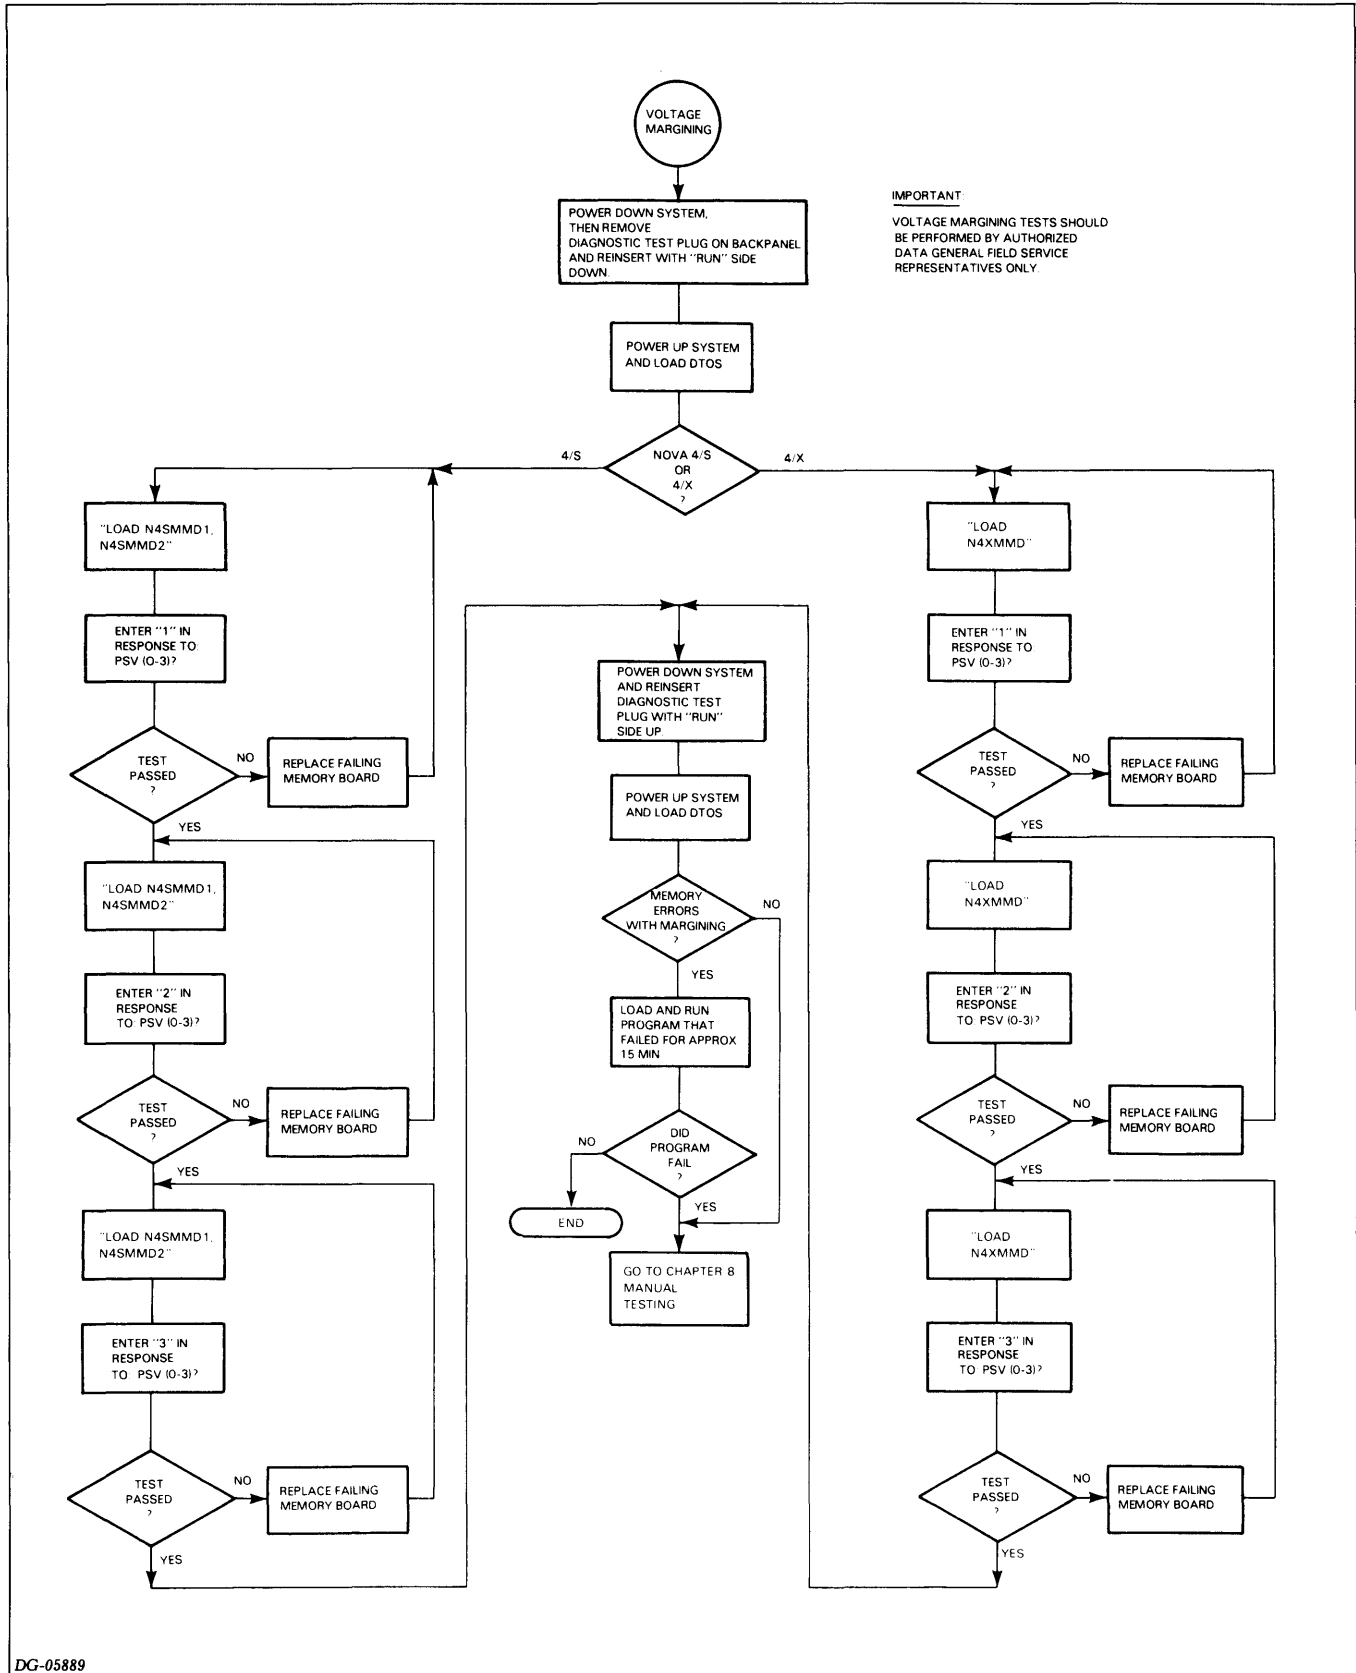 VOLTAGE
MARGINING
POWER DOWN SYSTEM,
THEN REMOVE
DIAGNOSTIC TEST PLUG ON BACKPANEL
AND REINSERT WITH "RUN" SIDE
DOWN.
IMPORTANT:
VOLTAGE MARGINING TESTS SHOULD
BE PERFORMED BY AUTHORIZED
DATA GENERAL FIELD SERVICE
REPRESENTATIVES ONLY.
POWER UP SYSTEM
AND LOAD DTOS
4/S
NOVA 4/S
OR
4/X
?
4/X
"LOAD N4SMMD1,
N4SMMD2"
ENTER "1" IN
RESPONSE TO:
PSV (0-3)?
TEST
PASSED
?
NO
REPLACE FAILING
MEMORY BOARD
YES
"LOAD N4SMMD1,
N4SMMD2"
ENTER "2" IN
RESPONSE
TO: PSV (0-3)?
TEST
PASSED
?
NO
REPLACE FAILING
MEMORY BOARD
YES
"LOAD N4SMMD1,
N4SMMD2"
ENTER "3" IN
RESPONSE
TO: PSV (0-3)?
TEST
PASSED
?
NO
REPLACE FAILING
MEMORY BOARD
YES
POWER DOWN SYSTEM
AND REINSERT
DIAGNOSTIC TEST
PLUG WITH "RUN"
SIDE UP.
POWER UP SYSTEM
AND LOAD DTOS
MEMORY
ERRORS
WITH MARGINING
?
NO
YES
LOAD AND RUN
PROGRAM THAT
FAILED FOR APPROX
15 MIN
DID
PROGRAM
FAIL
?
NO
END
YES
GO TO CHAPTER 8
MANUAL
TESTING
"LOAD
N4XMMD"
ENTER "1" IN
RESPONSE TO:
PSV (0-3)?
TEST
PASSED
?
NO
REPLACE FAILING
MEMORY BOARD
YES
"LOAD
N4XMMD"
ENTER "2" IN
RESPONSE
TO: PSV (0-3)?
TEST
PASSED
?
NO
REPLACE FAILING
MEMORY BOARD
YES
"LOAD
N4XMMD"
ENTER "3" IN
RESPONSE
TO: PSV (0-3)?
TEST
PASSED
?
NO
REPLACE FAILING
MEMORY BOARD
YES
DG-05889